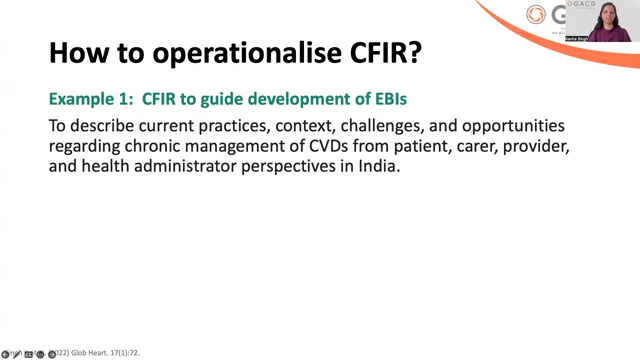 GACD
How to operationalise CFIR?
Kavita Singh
Example 1: CFIR to guide development of EBIs
To describe current practices, context, challenges, and opportunities
regarding chronic management of CVDs from patient, carer, provider,
and health administrator perspectives in India.
(2022) Glob Heart. 17(1):72.